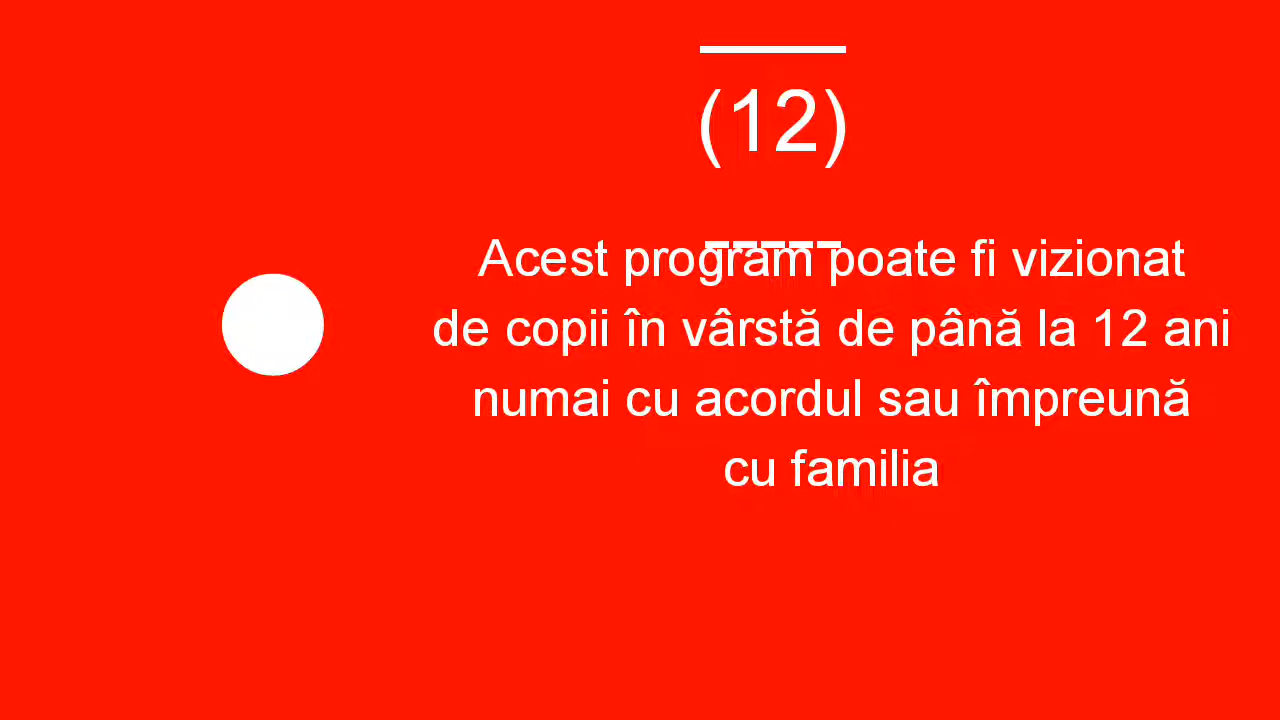 (12)
Acest program poate fi vizionat
de copii în vârstă de până la 12 ani
numai cu acordul sau împreună
cu familia